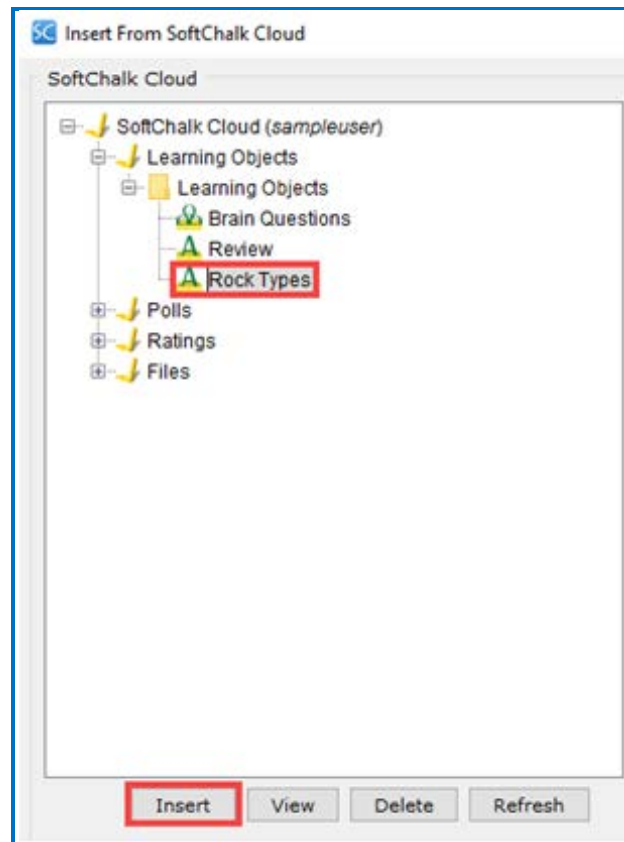 SC Insert From SoftChalk Cloud
SoftChalk Cloud
SoftChalk Cloud (sampleuser)
Learning Objects
Learning Objects
Brain Questions
A Review
A Rock Types
Polls
Ratings
Files
Insert View Delete Refresh